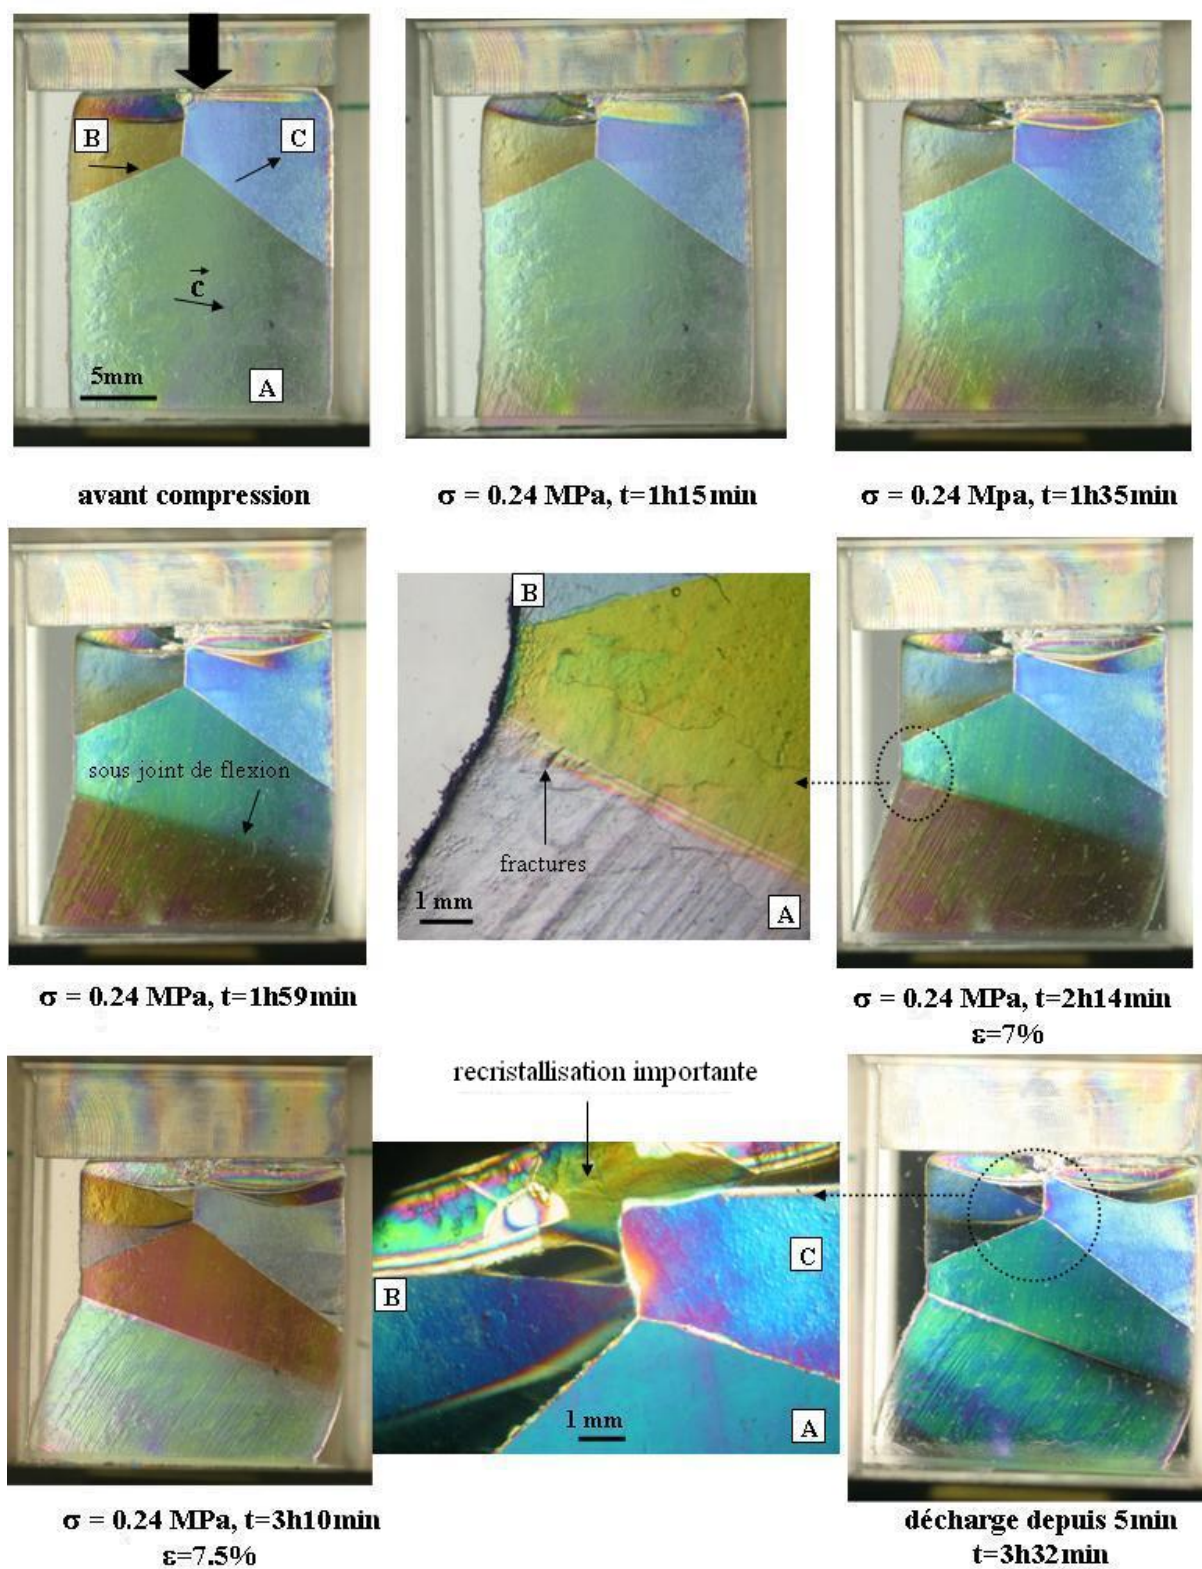 B
C
c
5mm
A
avant compression
σ = 0.24 MPa, t=1h15min
σ = 0.24 Mpa, t=1h35min
sous joint de flexion
B
fractures
1 mm
A
σ = 0.24 MPa, t=1h59min
σ = 0.24 MPa, t=2h14min
ε=7%
recristallisation importante
B
C
1 mm
A
σ = 0.24 MPa, t=3h10min
ε=7.5%
décharge depuis 5min
t=3h32min